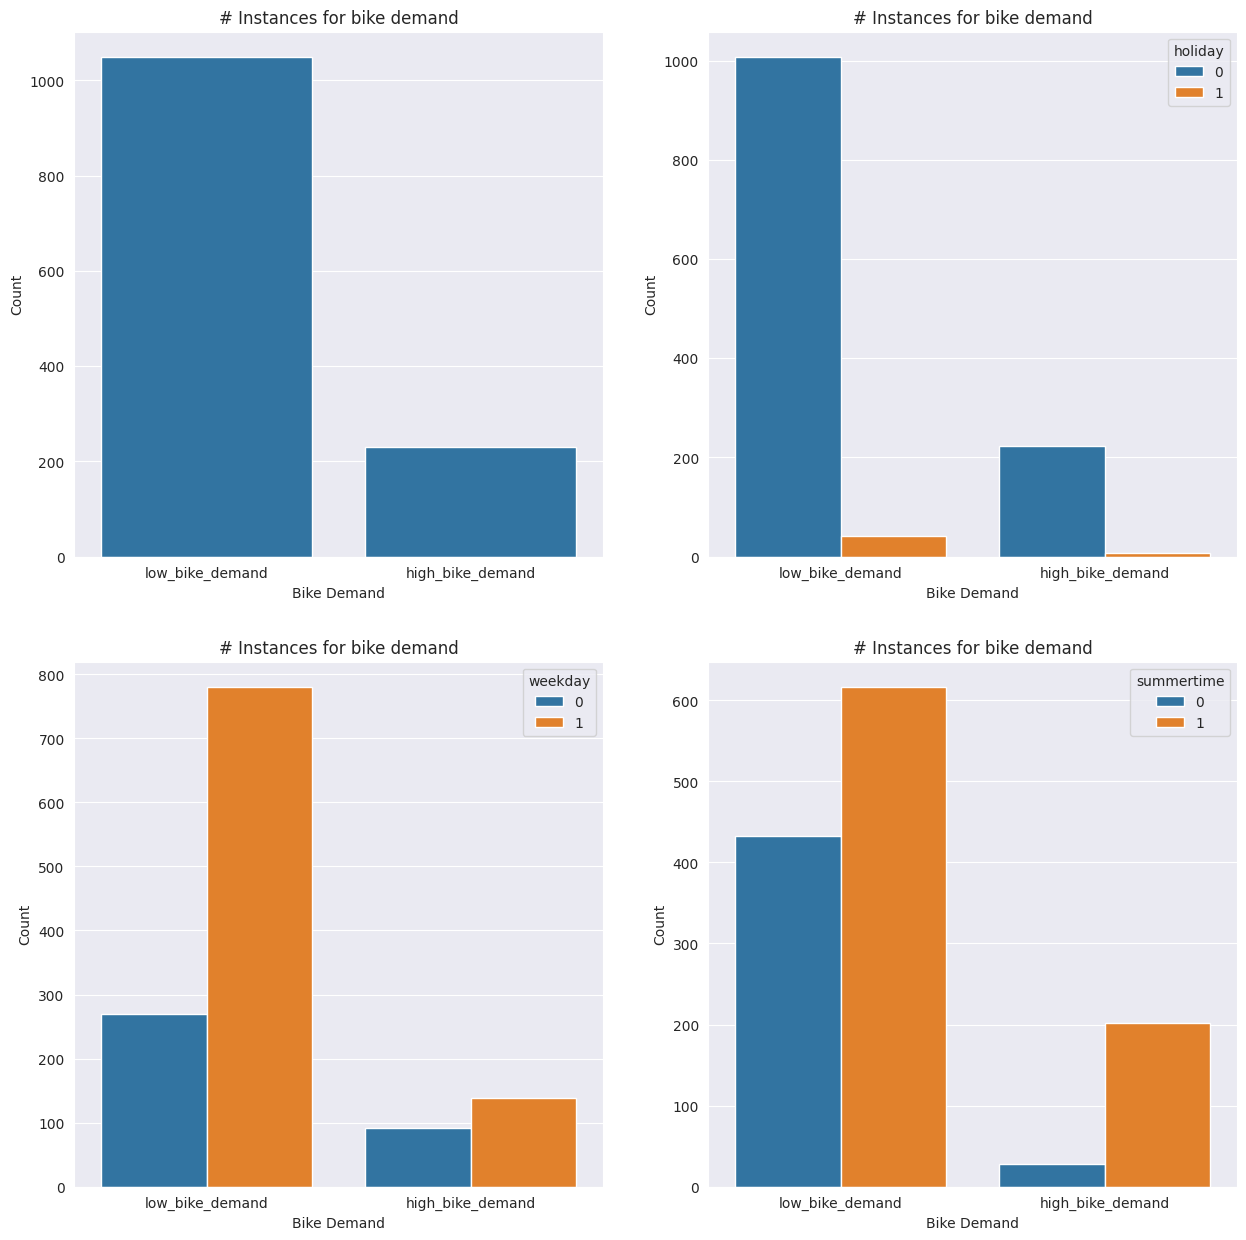 # Instances for bike demand
1000
800
600
400
200
0
Count
low_bike_demand
high_bike_demand
Bike Demand
# Instances for bike demand
holiday
0
1
1000
800
600
400
200
0
Count
low_bike_demand
high_bike_demand
Bike Demand
# Instances for bike demand
weekday
0
1
800
700
600
500
400
300
200
100
0
Count
low_bike_demand
high_bike_demand
Bike Demand
# Instances for bike demand
summertime
0
1
600
500
400
300
200
100
0
Count
low_bike_demand
high_bike_demand
Bike Demand